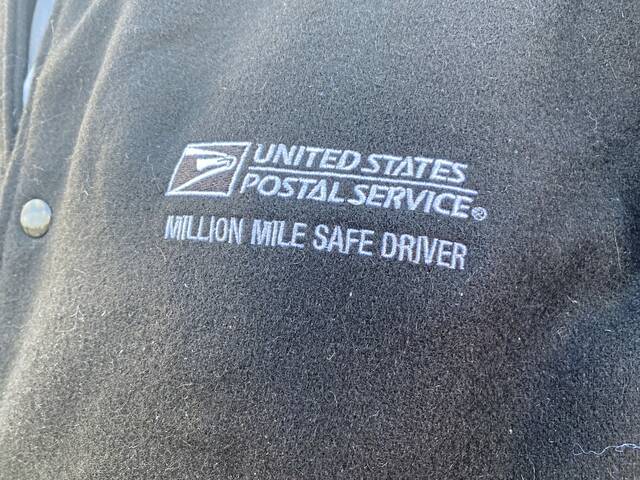 UNITED STATES
POSTAL SERVICE®
MILLION MILE SAFE DRIVER